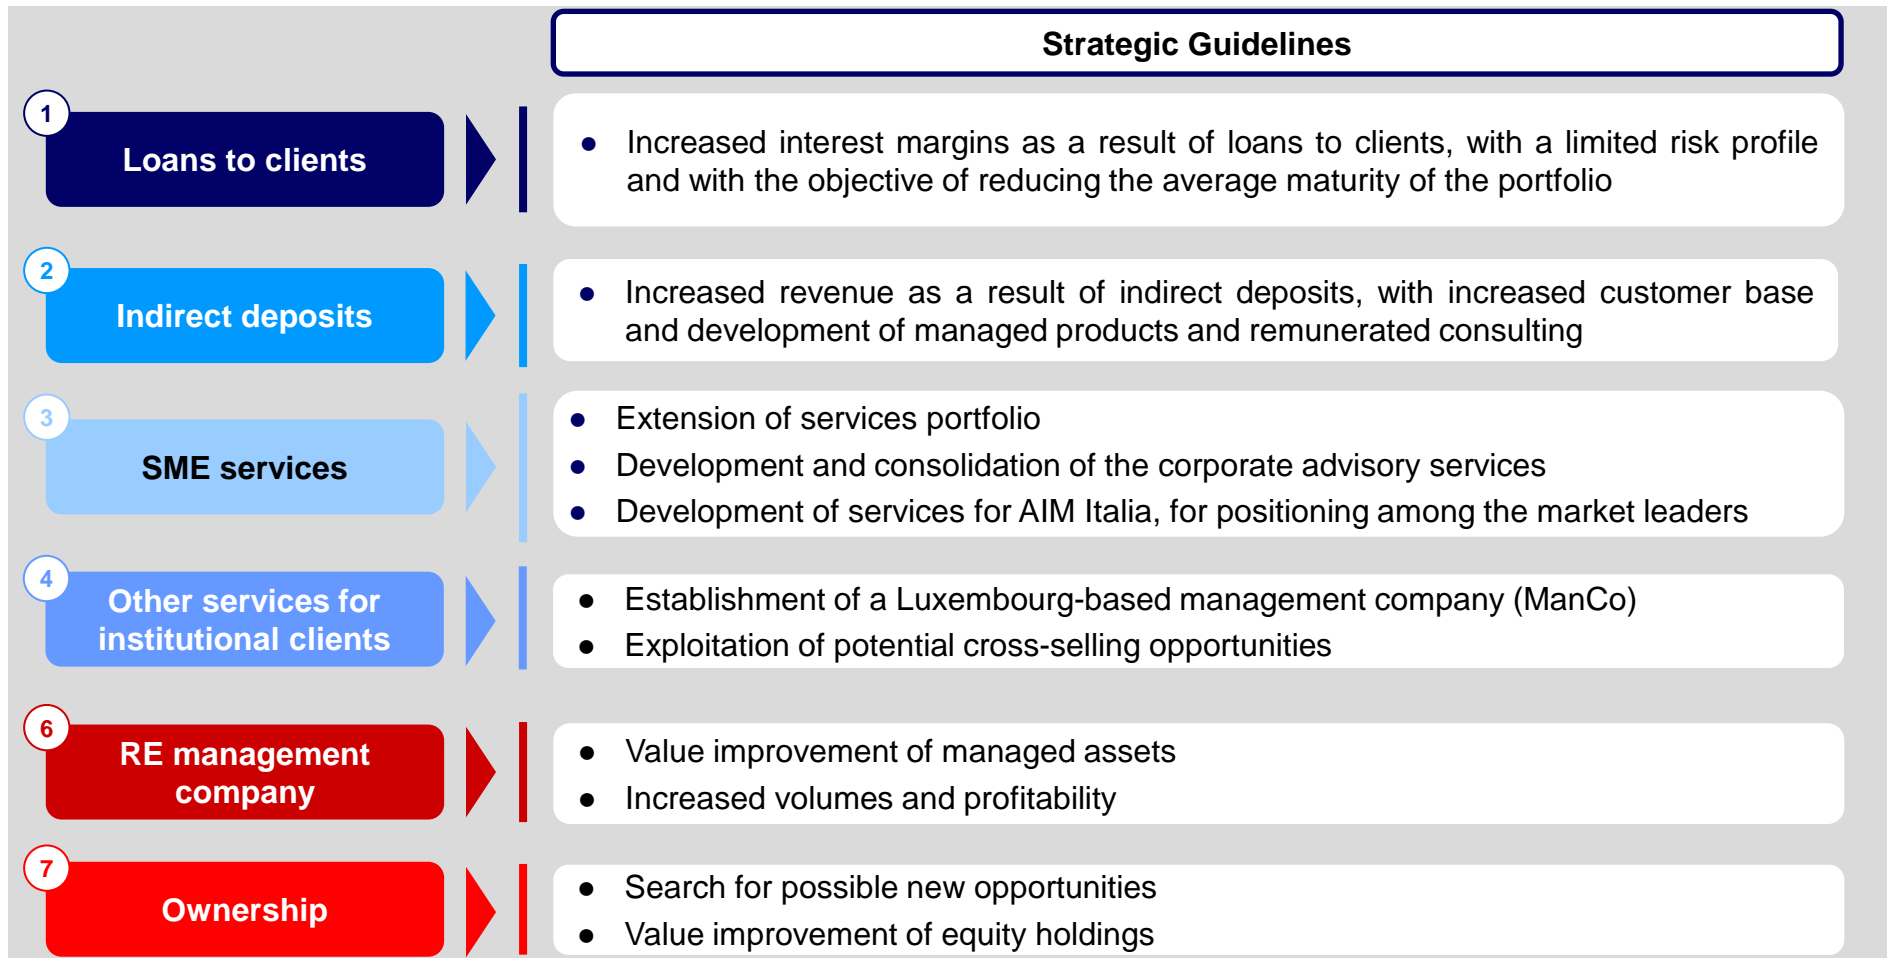 Strategic Guidelines
1
Loans to clients
● Increased interest margins as a result of loans to clients, with a limited risk profile
and with the objective of reducing the average maturity of the portfolio
2
Indirect deposits
● Increased revenue as a result of indirect deposits, with increased customer base
and development of managed products and remunerated consulting
3
SME services
● Extension of services portfolio
● Development and consolidation of the corporate advisory services
● Development of services for AIM Italia, for positioning among the market leaders
4
Other services for
institutional clients
● Establishment of a Luxembourg-based management company (ManCo)
● Exploitation of potential cross-selling opportunities
6
RE management
company
● Value improvement of managed assets
● Increased volumes and profitability
7
Ownership
● Search for possible new opportunities
● Value improvement of equity holdings